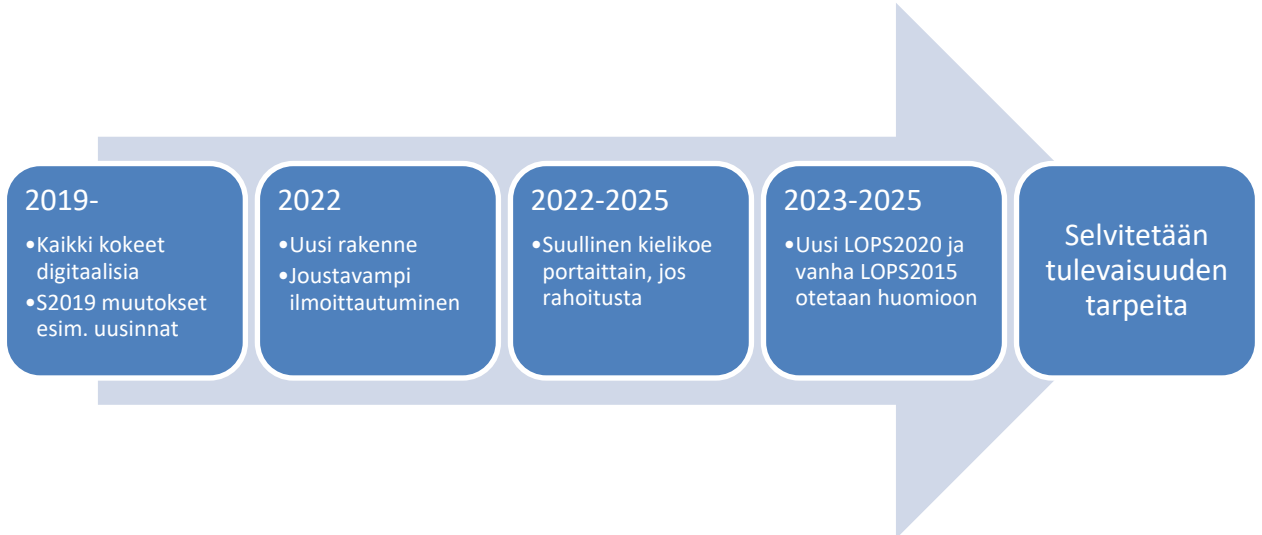 2019-
•Kaikki kokeet
digitaalisia
•S2019 muutokset
esim. uusinnat
2022
•Uusi rakenne
•Joustavampi
ilmoittautuminen
2022-2025
•Suullinen kielikoe
portaittain, jos
rahoitusta
2023-2025
•Uusi LOPS2020 ja
vanha LOPS2015
otetaan huomioon
Selvitetään
tulevaisuuden
tarpeita